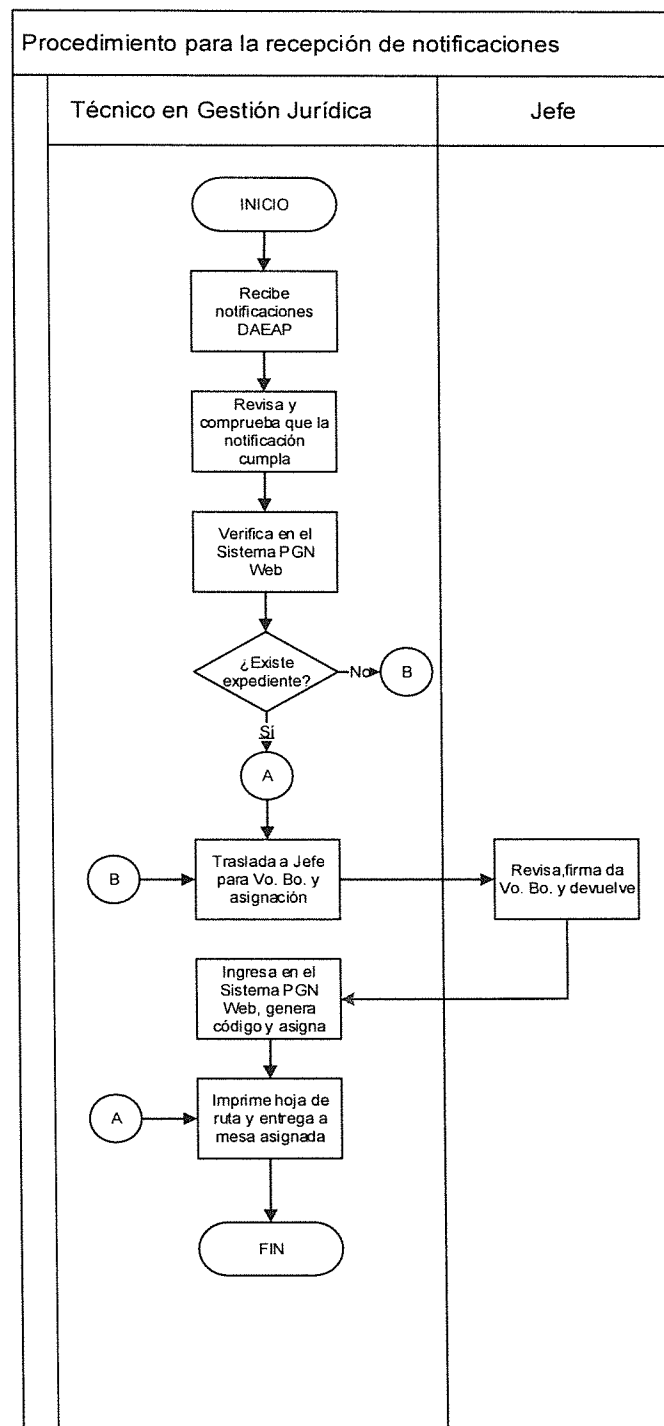 Procedimiento para la recepción de notificaciones
Técnico en Gestión Jurídica
Jefe
INICIO
Recibe
notificaciones
DAEAP
Revisa y
comprueba que la
notificación
cumpla
Verifica en el
Sistema PGN
Web
¿Existe
expediente?
No
B
Sí
A
B
Traslada a Jefe
para Vo. Bo. y
asignación
Revisa,firma da
Vo. Bo. y devuelve
Ingresa en el
Sistema PGN
Web, genera
código y asigna
A
Imprime hoja de
ruta y entrega a
mesa asignada
FIN